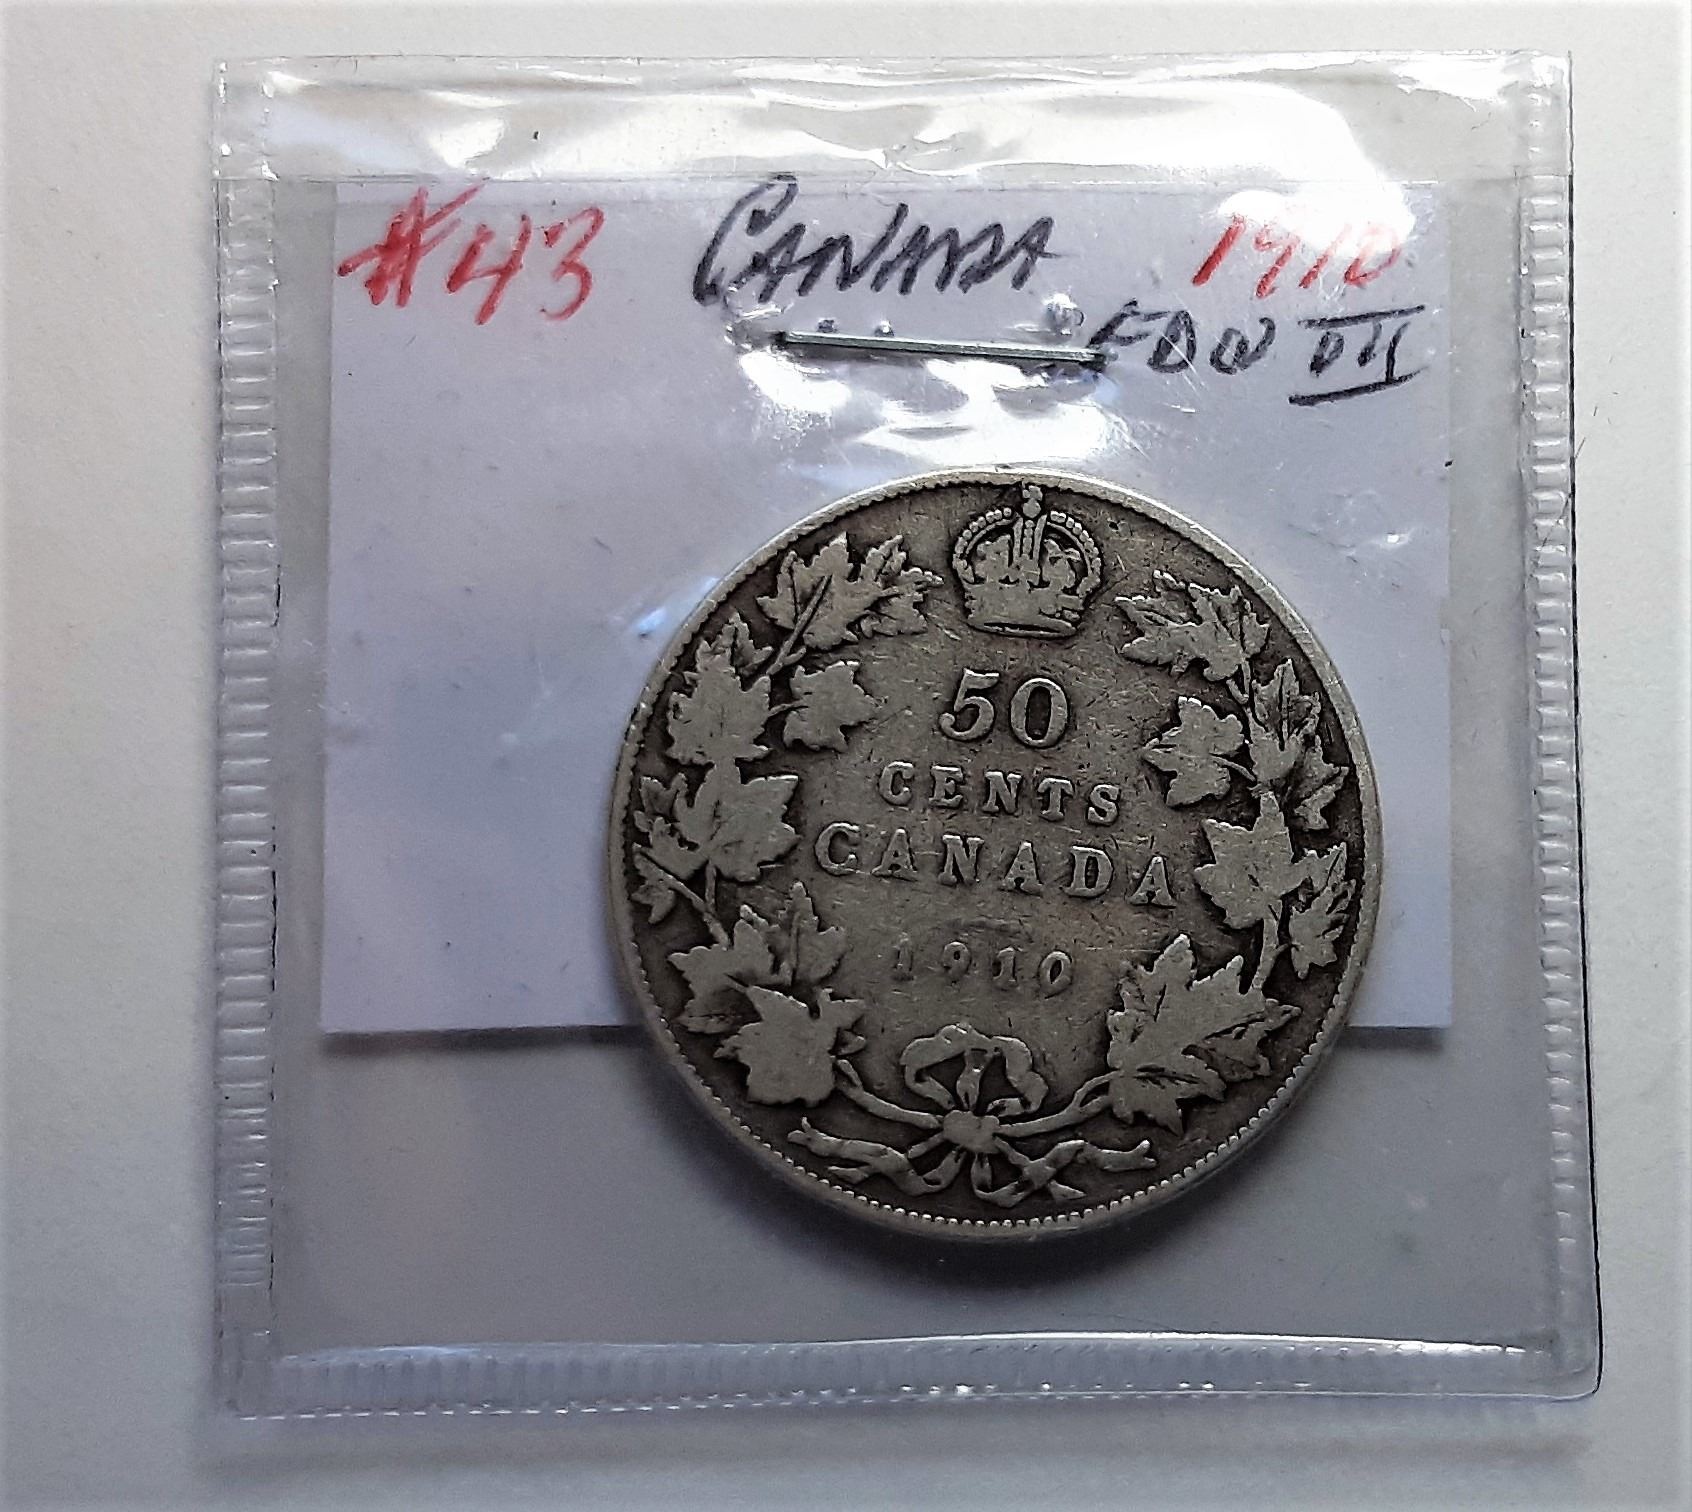 #43 CANADA 1910
EDW VII
50
CENTS
CANADA
1910